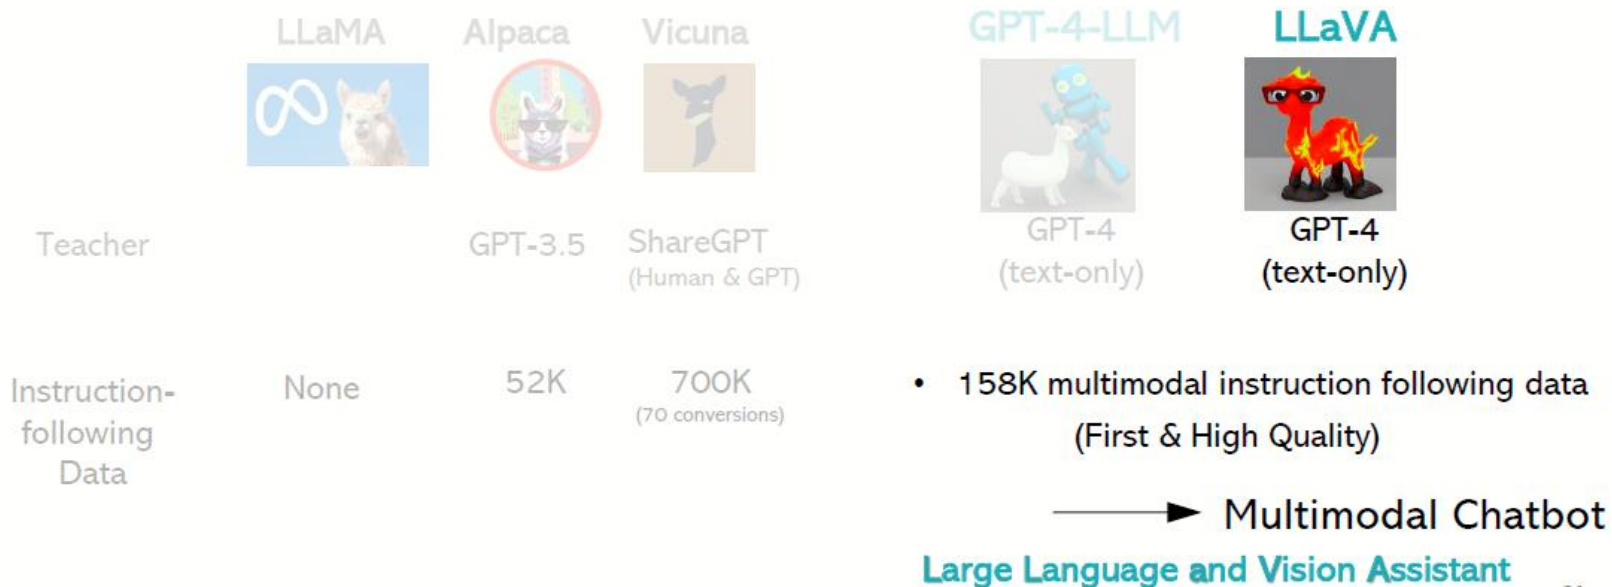 LLaMA Alpaca Vicuna GPT-4-LLM LLaVA
Teacher GPT-3.5 ShareGPT GPT-4 GPT-4
(Human & GPT) (text-only) (text-only)
Instruction- None 52K 700K • 158K multimodal instruction following data
following (70 conversions) (First & High Quality)
Data
Multimodal Chatbot
Large Language and Vision Assistant